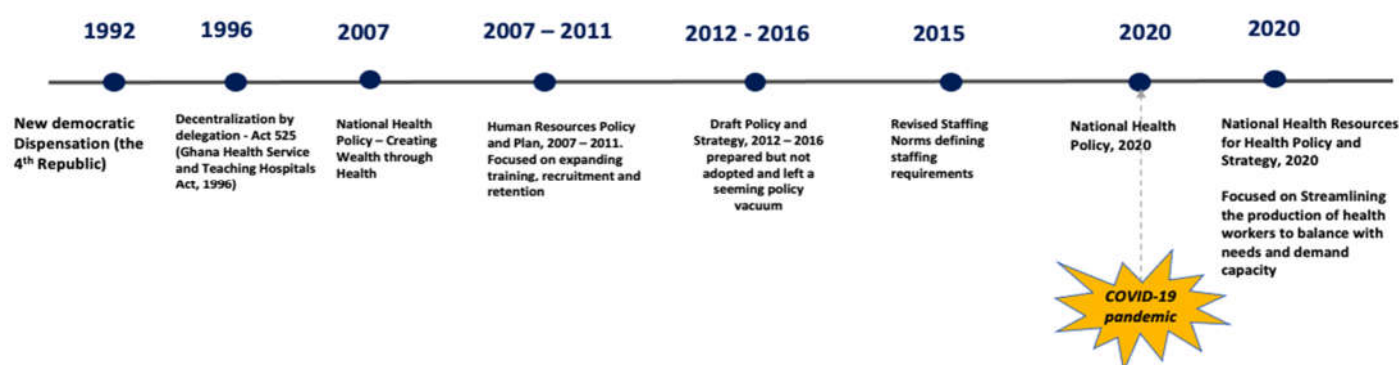 1992
1996
2007
2007 – 2011
2012 - 2016
2015
2020
2020
New democratic
Dispensation (the
4th Republic)
Decentralization by
delegation - Act 525
(Ghana Health Service
and Teaching Hospitals
Act, 1996)
National Health
Policy – Creating
Wealth through
Health
Human Resources Policy
and Plan, 2007 – 2011.
Focused on expanding
training, recruitment and
retention
Draft Policy and
Strategy, 2012 – 2016
prepared but not
adopted and left a
seeming policy
vacuum
Revised Staffing
Norms defining
staffing
requirements
National Health
Policy, 2020
National Health Resources
for Health Policy and
Strategy, 2020
Focused on Streamlining
the production of health
workers to balance with
needs and demand
capacity
COVID-19
pandemic